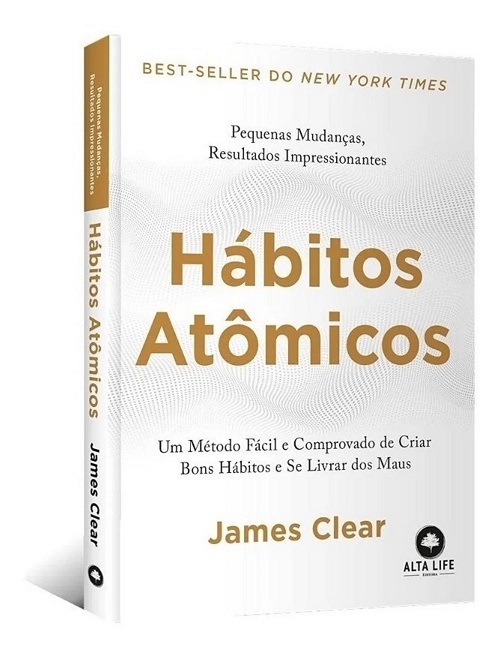 BEST-SELLER DO NEW YORK TIMES
Pequenas Mudanças,
Resultados Impressionantes
Hábitos
Atômicos
Um Método Fácil e Comprovado de Criar
Bons Hábitos e Se Livrar dos Maus
James Clear
ALTA LIFE
EDITORA
Pequenas Mudanças,
Resultados Impressionantes
Hábitos Atômicos
James Clear